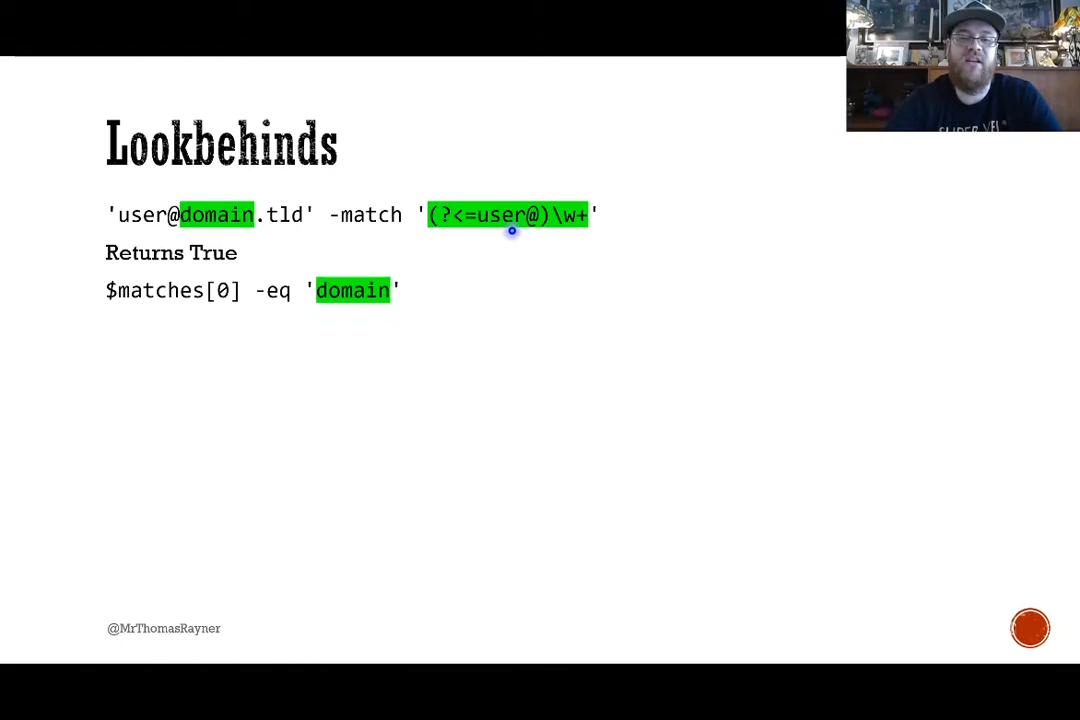 Lookbehinds
'user@domain.tld' -match '(?<=user@)\w+'
Returns True
$matches[0] -eq 'domain'
@MrThomasRayner